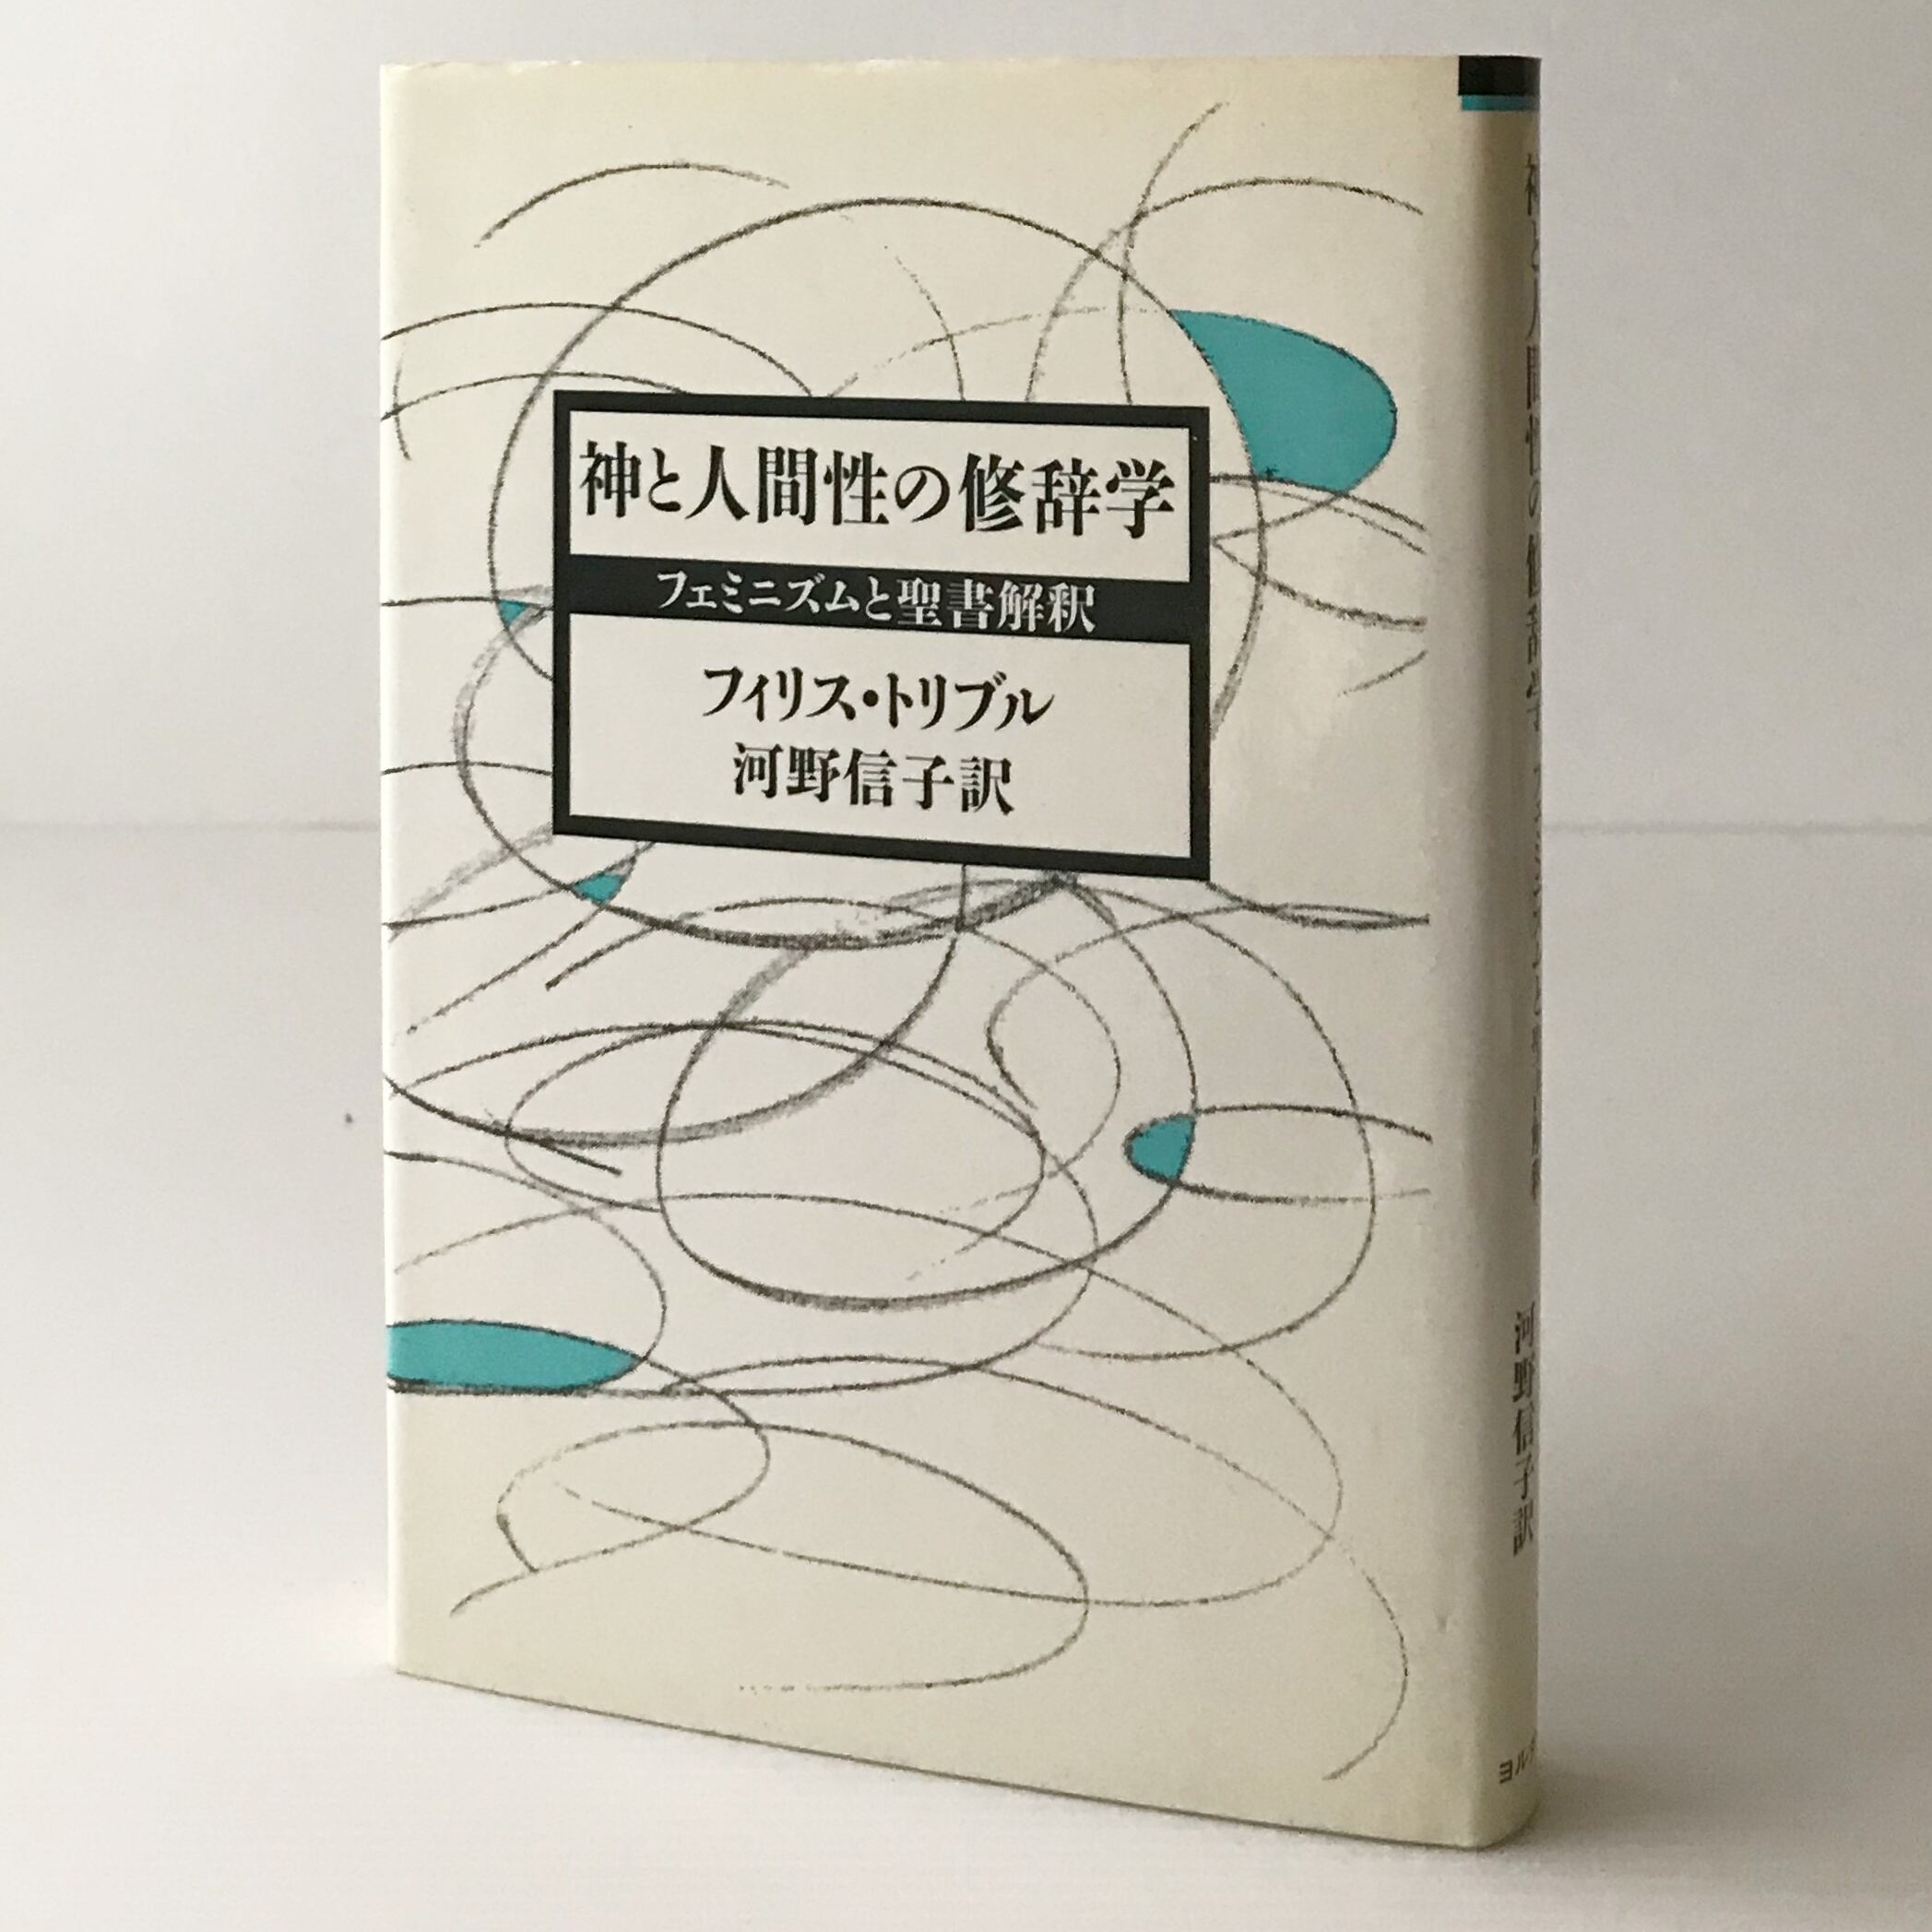 神と人間性の修辞学
フェミニズムと聖書解釈
フィリス・トリブル
河野信子訳
神と人間性の修辞学
河野信子訳
ヨル